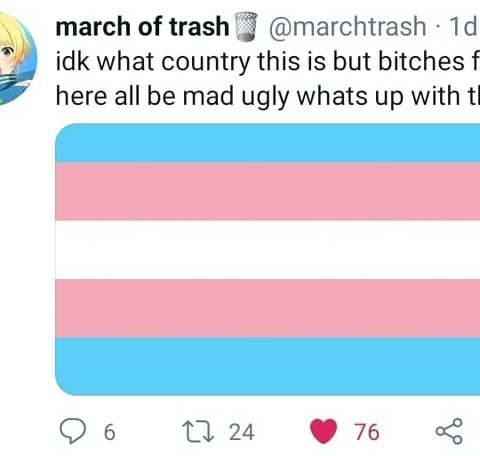 march of trash🗑 @marchtrash · 1d
idk what country this is but bitches f
here all be mad ugly whats up with t
6 24 76